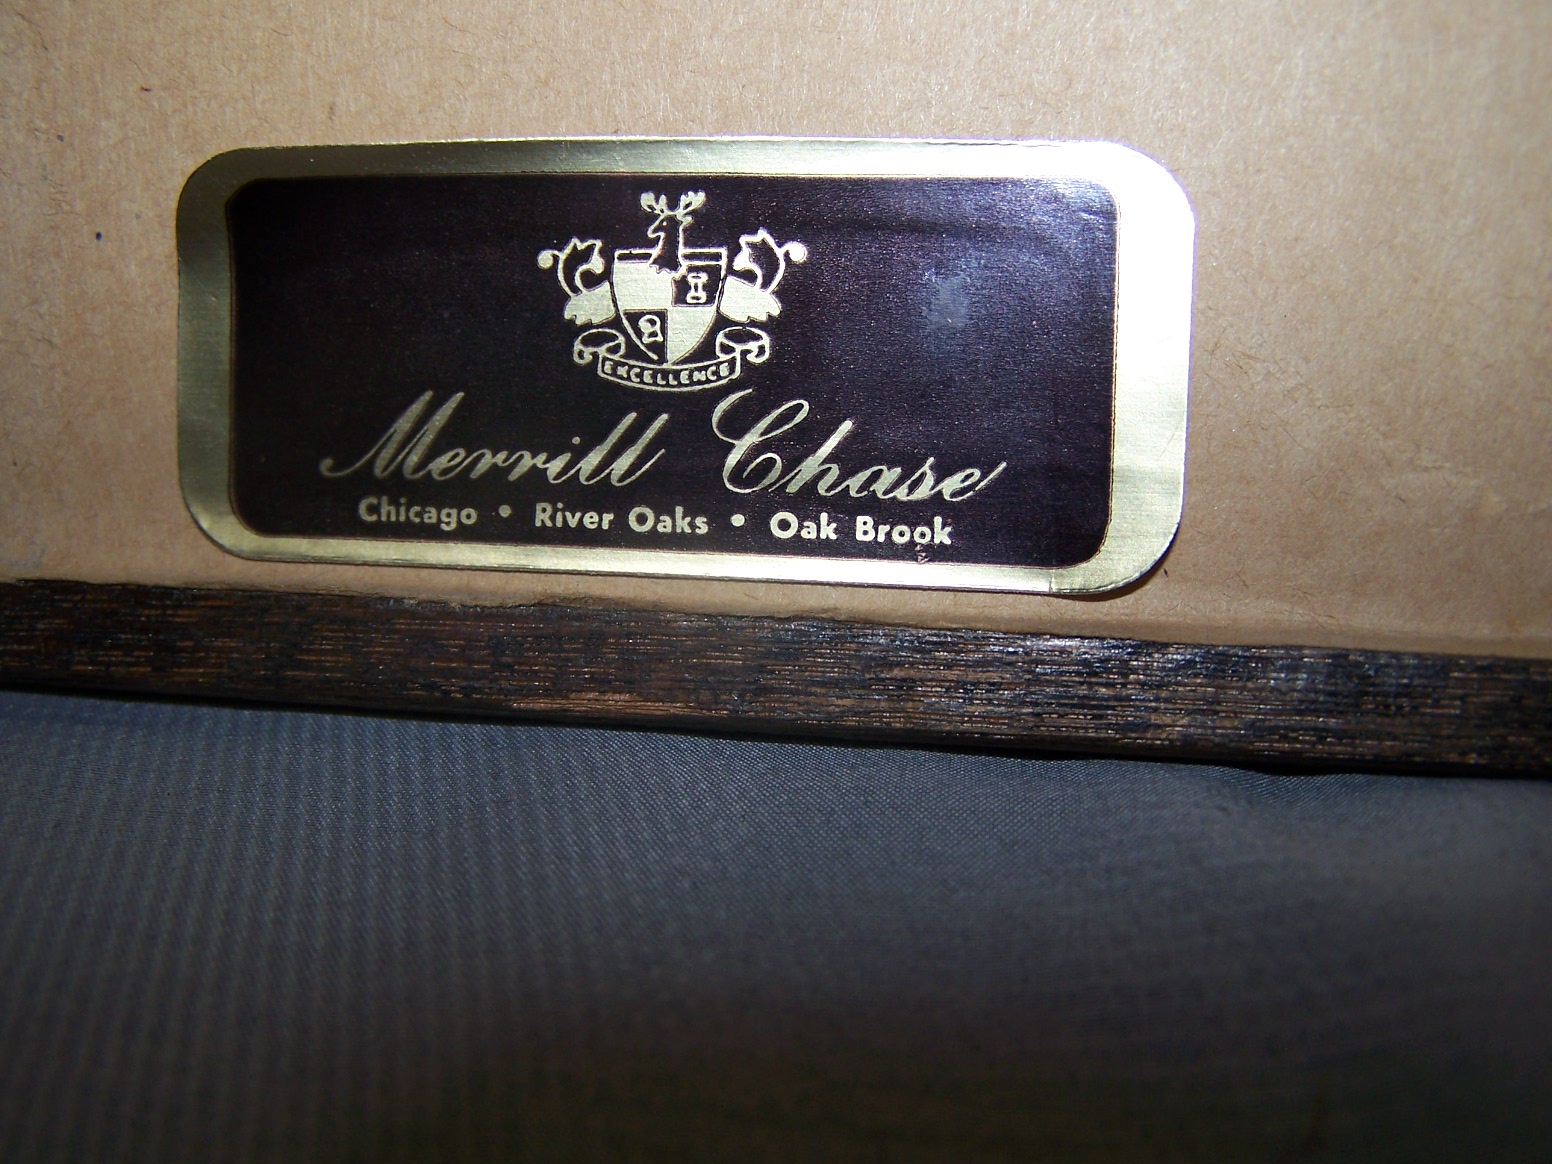 EXCELLENCE
Merrill Chase
Chicago • River Oaks • Oak Brook